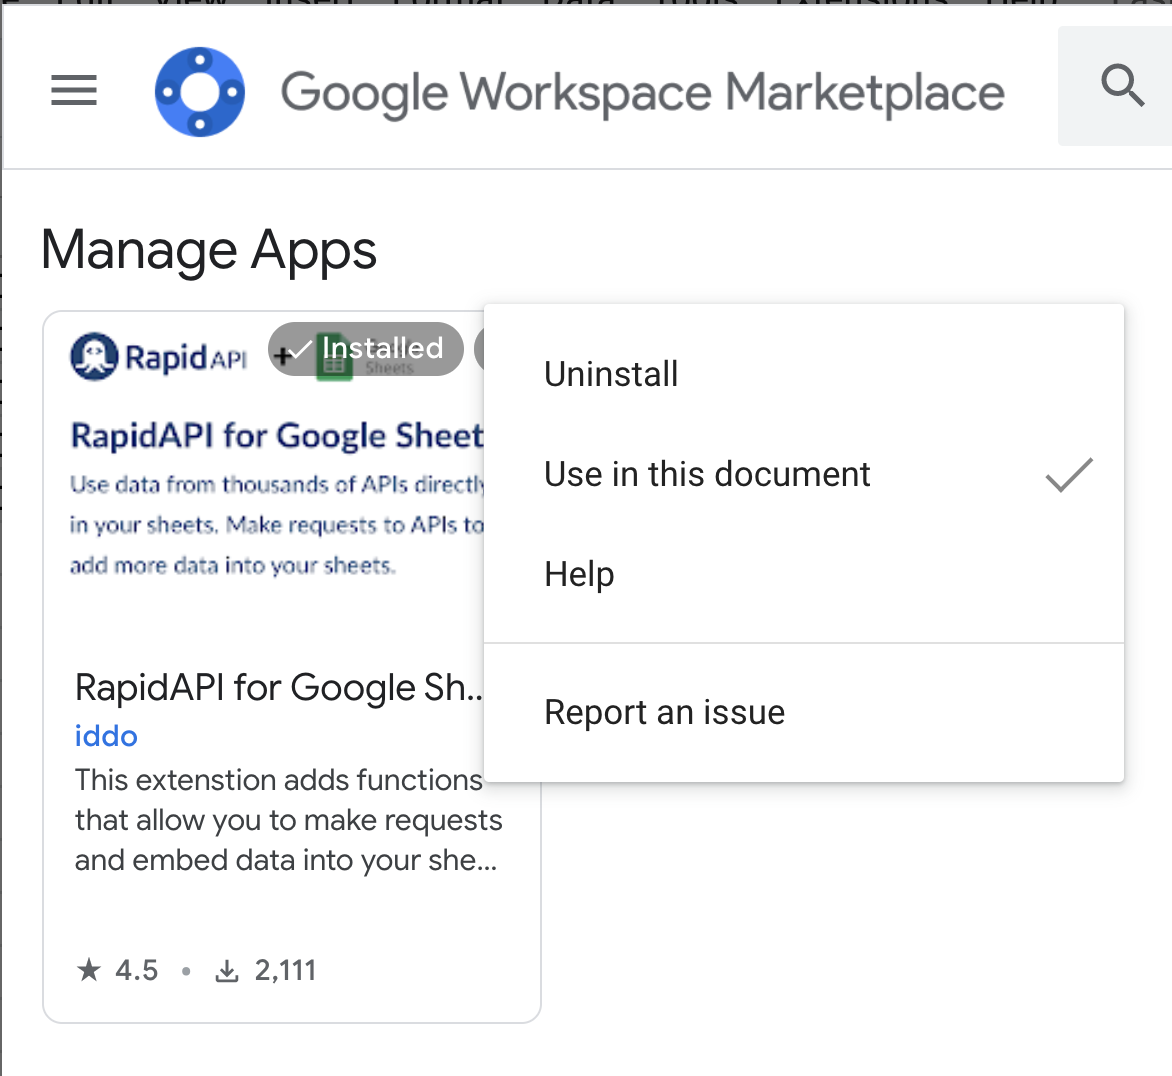 Google Workspace Marketplace
Manage Apps
RapidAPI
+
Installed
Sheets
RapidAPI for Google Sheet
Use data from thousands of APIs directly
in your sheets. Make requests to APIs to
add more data into your sheets.
RapidAPI for Google Sh..
iddo
This extenstion adds functions
that allow you to make requests
and embed data into your she...
4.5 • 2,111
Uninstall
Use in this document
Help
Report an issue